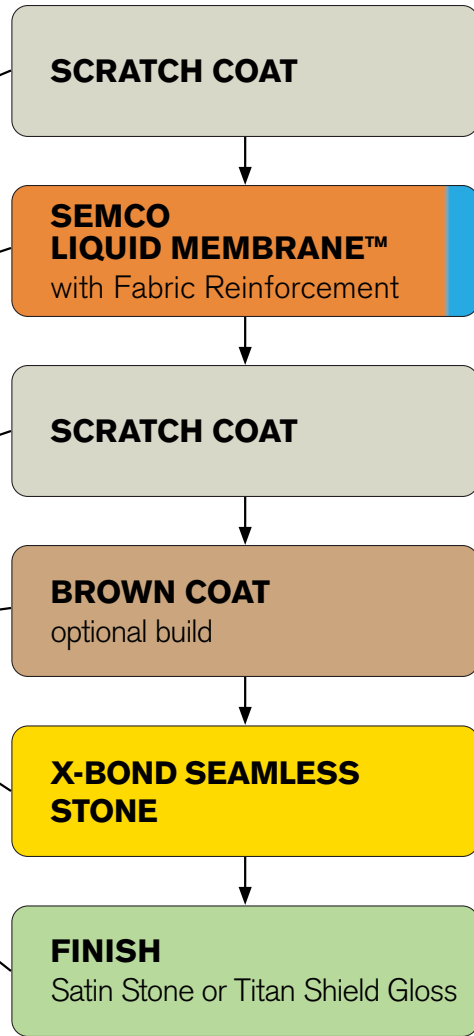 SCRATCH COAT
SEMCO
LIQUID MEMBRANE™
with Fabric Reinforcement
SCRATCH COAT
BROWN COAT
optional build
X-BOND SEAMLESS
STONE
FINISH
Satin Stone or Titan Shield Gloss